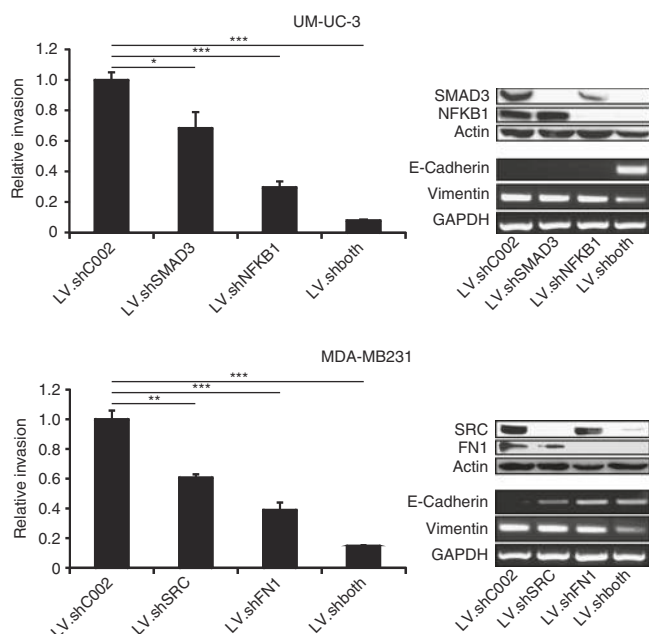 UM-UC-3
***
***
*
Relative invasion
1.2
1.0
0.8
0.6
0.4
0.2
0
LV.shC002
LV.shSMAD3
LV.shNFKB1
LV.shboth
SMAD3
NFKB1
Actin
E-Cadherin
Vimentin
GAPDH
LV.shC002
LV.shSMAD3
LV.shNFKB1
LV.shboth
MDA-MB231
***
***
**
Relative invasion
1.2
1.0
0.8
0.6
0.4
0.2
0
LV.shC002
LV.shSRC
LV.shFN1
LV.shboth
SRC
FN1
Actin
E-Cadherin
Vimentin
GAPDH
LV.shC002
LV.shSRC
LV.shFN1
LV.shboth